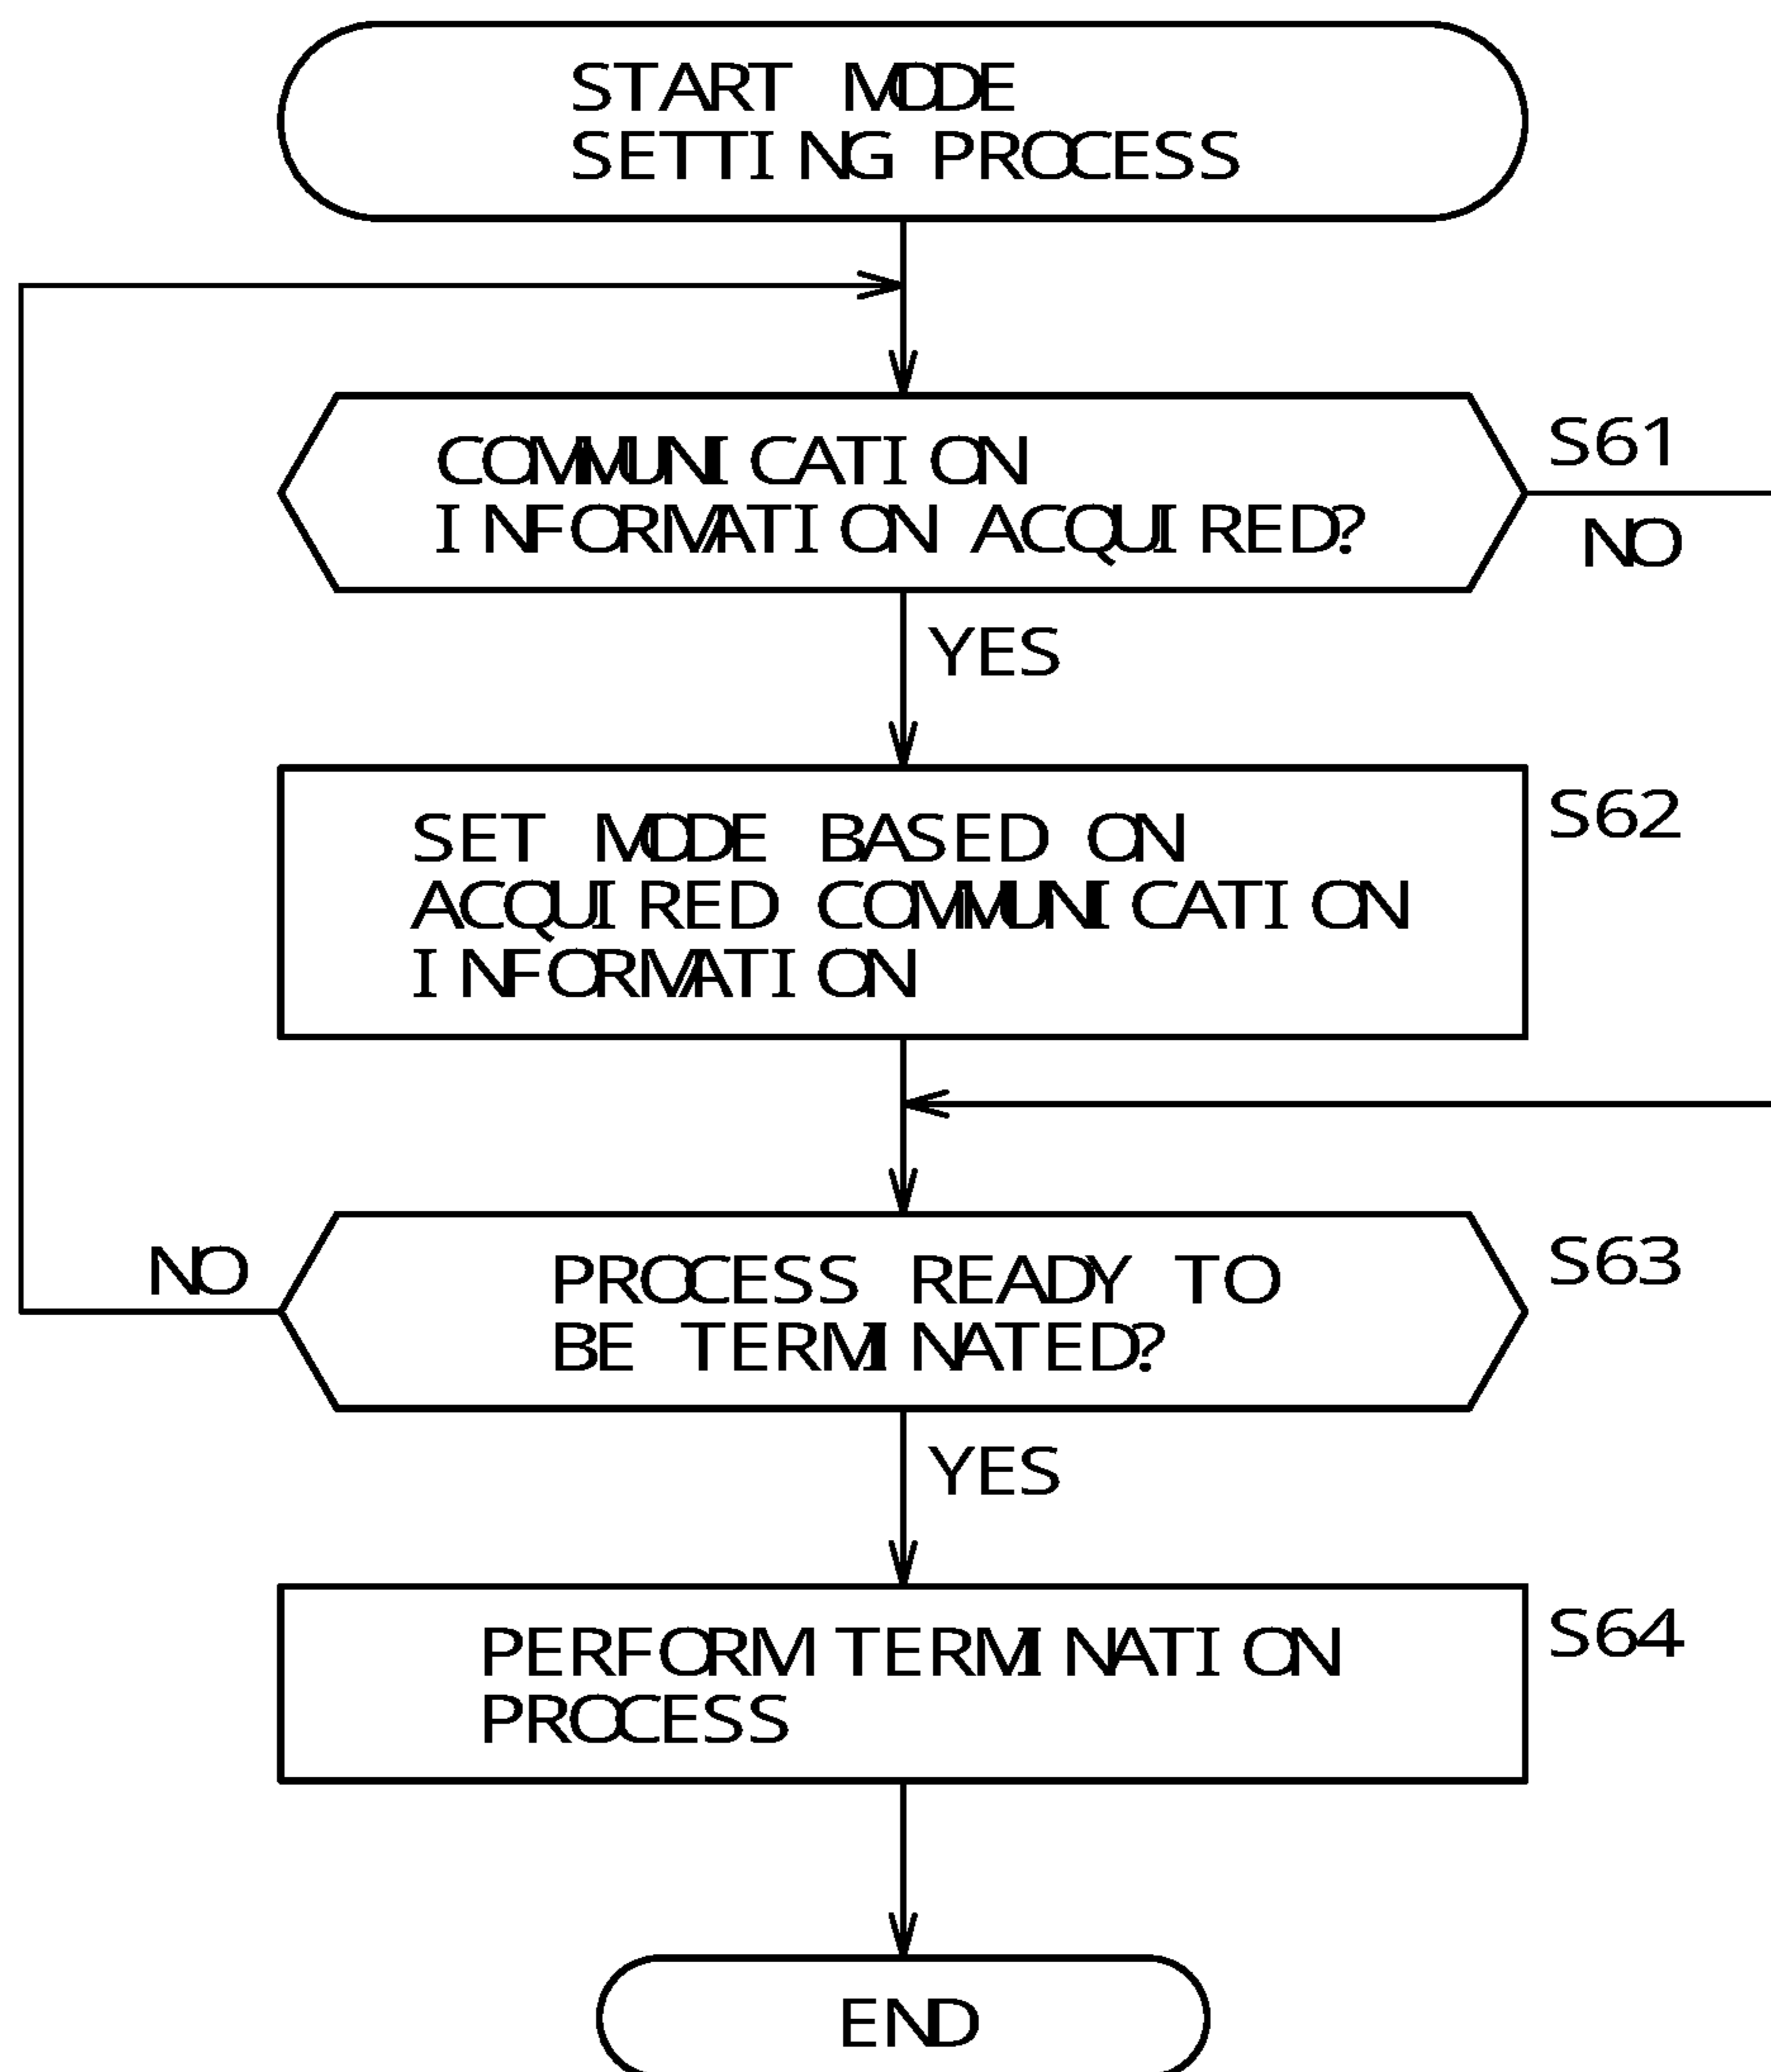 START MODE
SETTING PROCESS
COMMUNICATION
INFORMATION ACQUIRED?
S61
NO
YES
SET MODE BASED ON
ACQUIRED COMMUNICATION
INFORMATION
S62
NO
PROCESS READY TO
BE TERMINATED?
S63
YES
PERFORM TERMINATION
PROCESS
S64
END